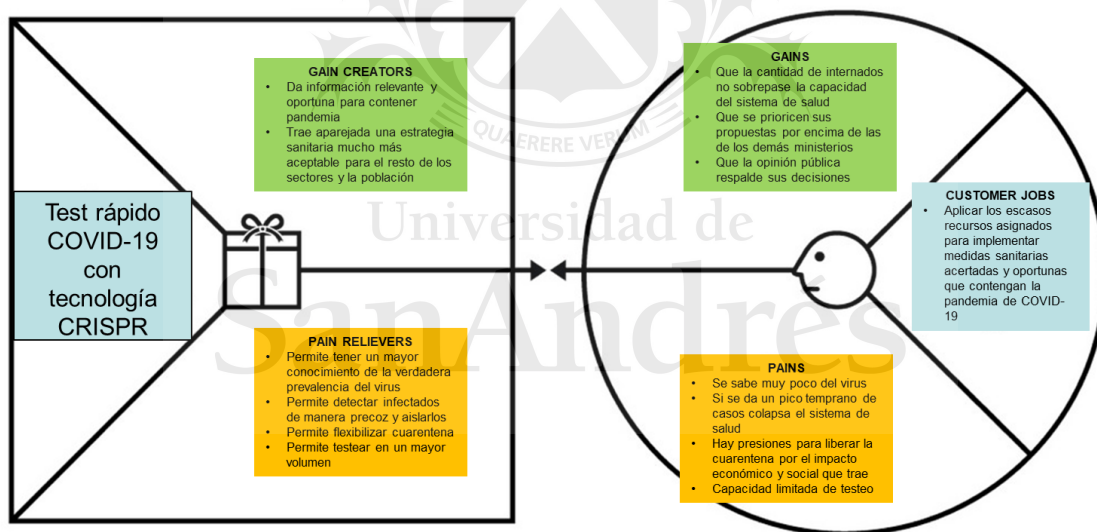 GAIN CREATORS
• Da información relevante y
oportuna para contener
pandemia
• Trae aparejada una estrategia
sanitaria mucho más
aceptable para el resto de los
sectores y la población
GAINS
• Que la cantidad de internados
no sobrepase la capacidad
del sistema de salud
• Que se prioricen sus
propuestas por encima de las
de los demás ministerios
• Que la opinión pública
respalde sus decisiones
QUAERERE VERUM
Test rápido
COVID-19
con
tecnología
CRISPR
CUSTOMER JOBS
• Aplicar los escasos
recursos asignados
para implementar
medidas sanitarias
acertadas y oportunas
que contengan la
pandemia de COVID-
19
Universidad de
SanAndrés
PAIN RELIEVERS
• Permite tener un mayor
conocimiento de la verdadera
prevalencia del virus
• Permite detectar infectados
de manera precoz y aislarlos
• Permite flexibilizar cuarentena
• Permite testear en un mayor
volumen
PAINS
• Se sabe muy poco del virus
• Si se da un pico temprano de
casos colapsa el sistema de
salud
• Hay presiones para liberar la
cuarentena por el impacto
económico y social que trae
• Capacidad limitada de testeo